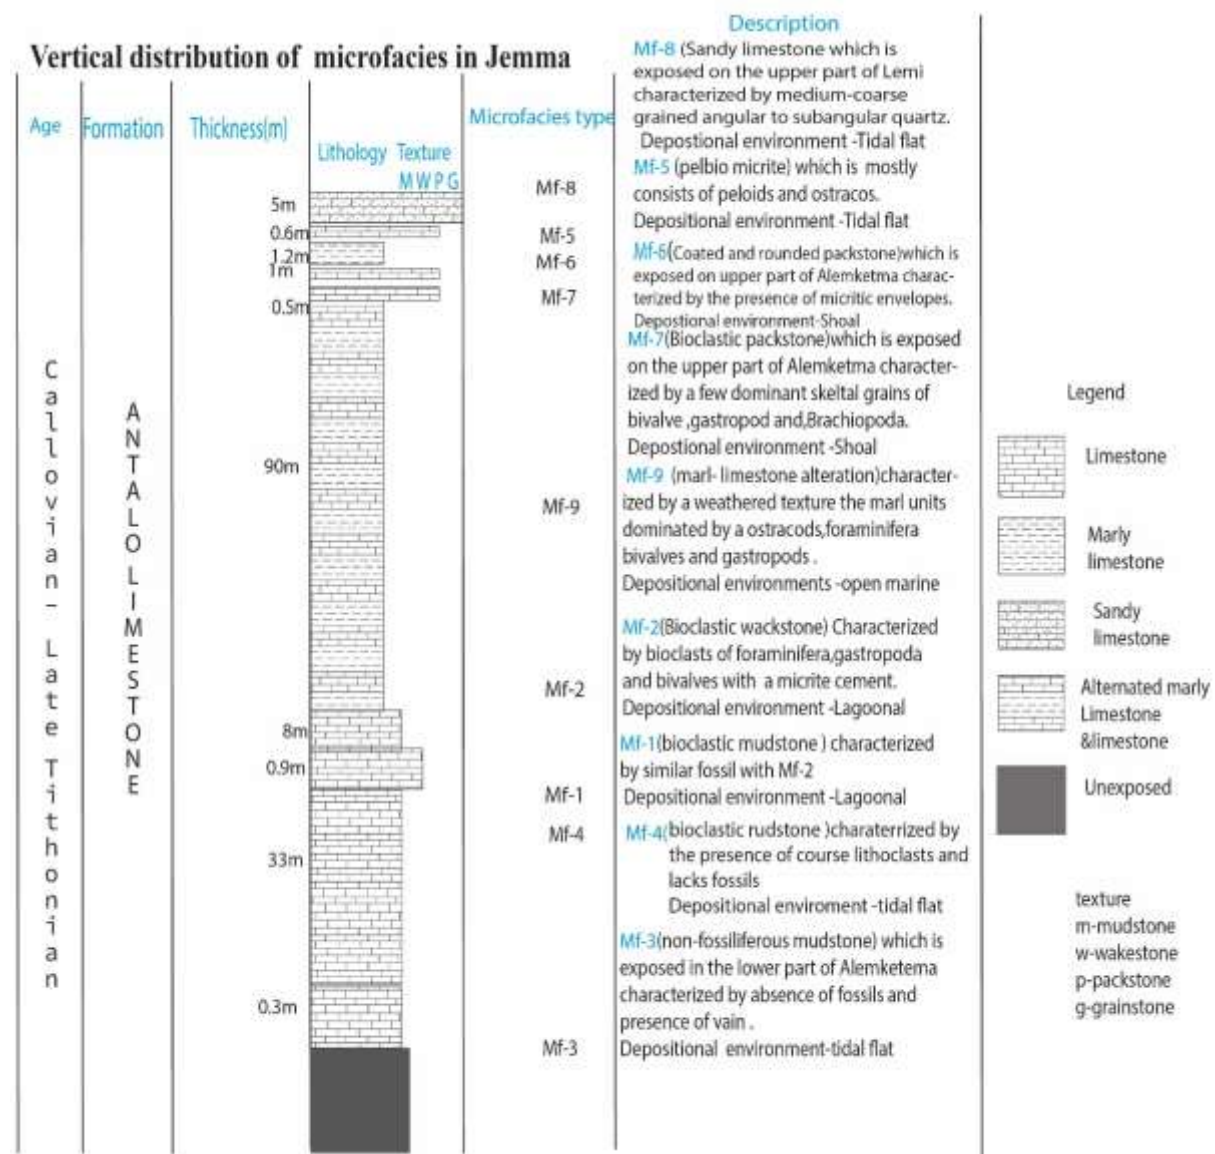 Vertical distribution of microfacies in Jemma
Age
Formation
Thickness(m)
Lithology Texture
M W P G
Microfacies type
Description
Callovian – Late Tithonian
ANTALO LIMESTONE
5m
0.6m
1.2m
1m
0.5m
90m
8m
0.9m
33m
0.3m
Mf-8
Mf-5
Mf-6
Mf-7
Mf-9
Mf-2
Mf-1
Mf-4
Mf-3
Mf-8 (Sandy limestone which is
exposed on the upper part of Lemi
characterized by medium-coarse
grained angular to subangular quartz.
Depostional environment -Tidal flat
Mf-5 (pelbio micrite) which is mostly
consists of peloids and ostracos.
Depositional environment -Tidal flat
Mf-6(Coated and rounded packstone)which is
exposed on upper part of Alemketma charac-
terized by the presence of micritic envelopes.
Depostional environment-Shoal
Mf-7(Bioclastic packstone)which is exposed
on the upper part of Alemketma character-
ized by a few dominant skeltal grains of
bivalve ,gastropod and,Brachiopoda.
Depostional environment -Shoal
Mf-9 (marl- limestone alteration)character-
ized by a weathered texture the marl units
dominated by a ostracods,foraminifera
bivalves and gastropods .
Depositional environments -open marine
Mf-2(Bioclastic wackstone) Characterized
by bioclasts of foraminifera,gastropoda
and bivalves with a micrite cement.
Depositional environment -Lagoonal
Mf-1(bioclastic mudstone ) characterized
by similar fossil with Mf-2
Depositional environment -Lagoonal
Mf-4(bioclastic rudstone )charaterrized by
the presence of course lithoclasts and
lacks fossils
Depositional enviroment -tidal flat
Mf-3(non-fossiliferous mudstone) which is
exposed in the lower part of Alemketema
characterized by absence of fossils and
presence of vain .
Depositional environment-tidal flat
Legend
Limestone
Marly
limestone
Sandy
limestone
Alternated marly
Limestone
&limestone
Unexposed
texture
m-mudstone
w-wakestone
p-packstone
g-grainstone